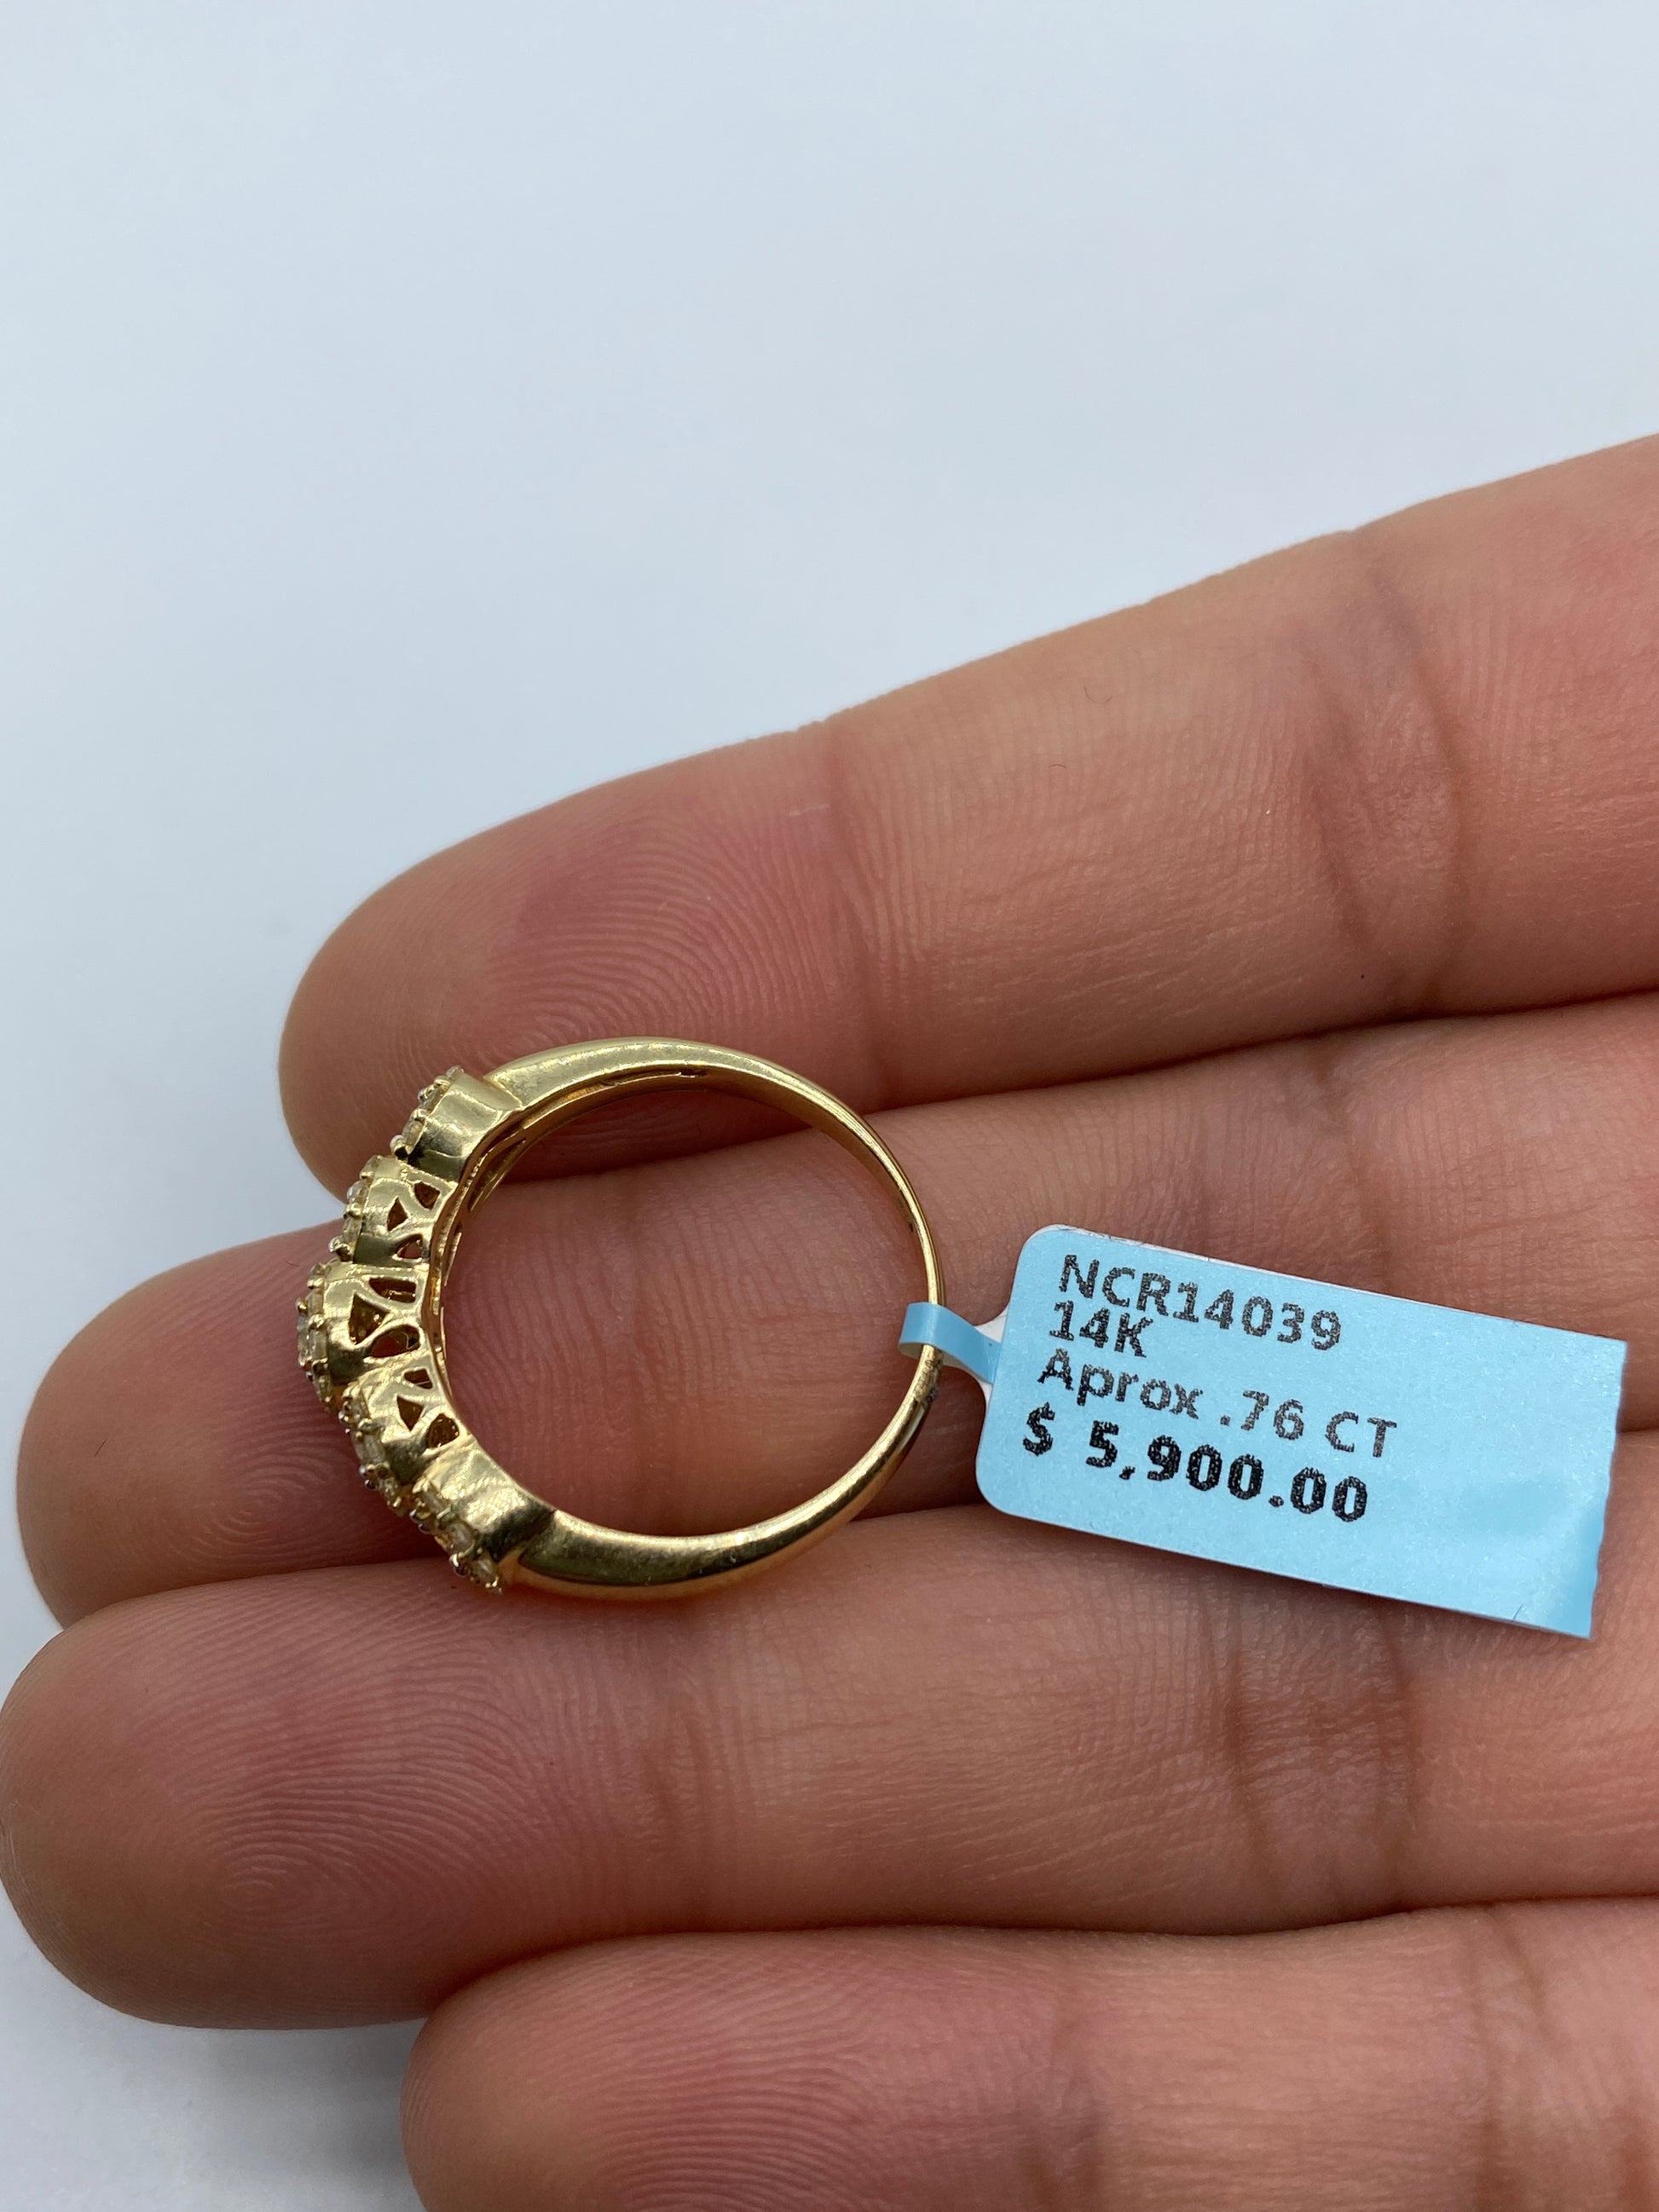 NCR14039
14K
Aprox .76 CT
$ 5,900.00